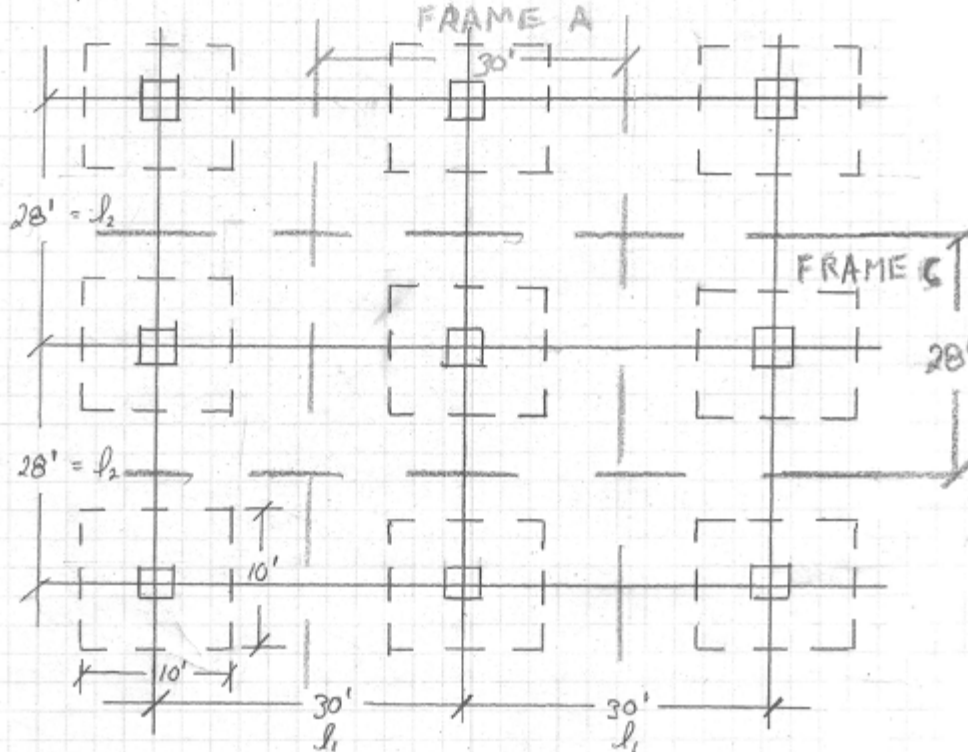 FRAME A
30'
28' = l₂
FRAME C
28'
28' = l₂
10'
10'
30'
30'
l₁
l₁